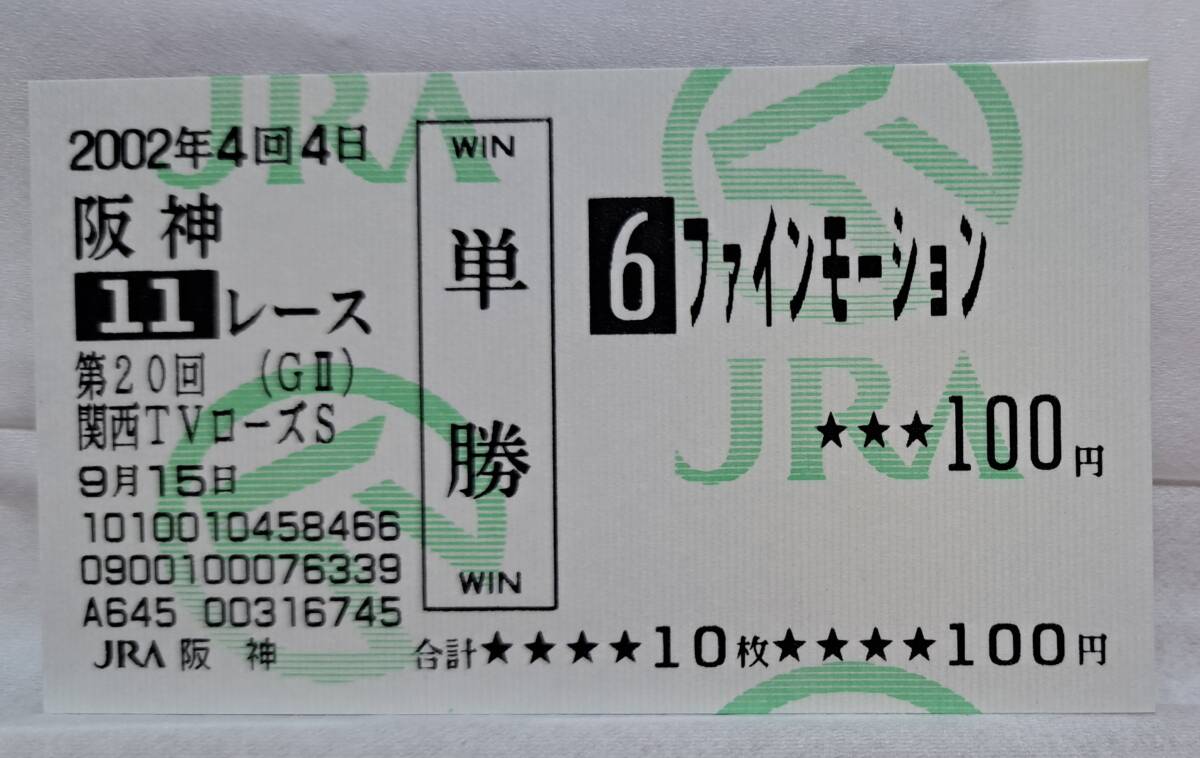 2002年4回4日
阪神
11レース
第20回 (GⅡ)
関西TVローズS
9月15日
1010010458466
0900100076339
A645 00316745
JRA 阪神
WIN
単勝
WIN
6 ファインモーション
★★★100円
合計★★★★10枚★★★★100円
JRA
JRA